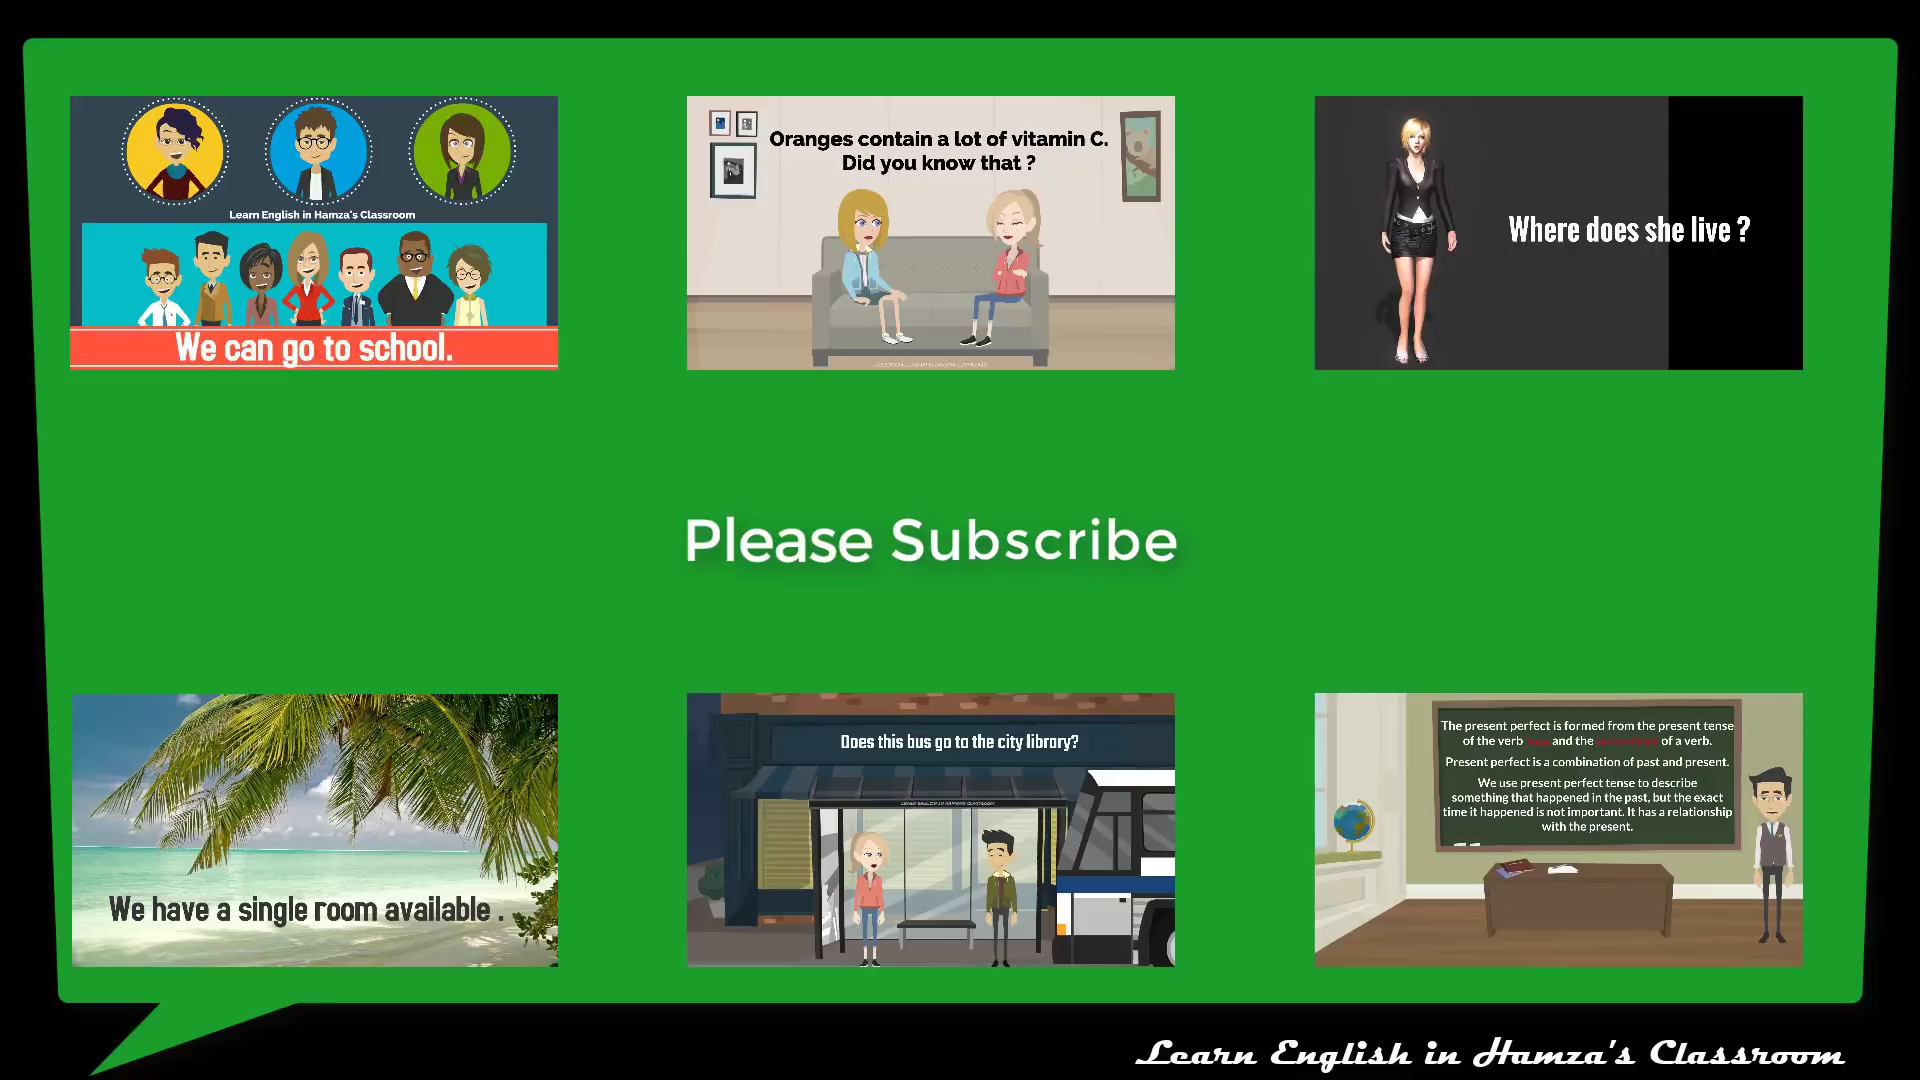 Learn English in Hamza's Classroom
We can go to school.
Oranges contain a lot of vitamin C.
Did you know that ?
Where does she live ?
Please Subscribe
We have a single room available .
Does this bus go to the city library?
LEARN ENGLISH IN HAMZA'S CLASSROOM
The present perfect is formed from the present tense
of the verb and the of a verb.
Present perfect is a combination of past and present.
We use present perfect tense to describe
something that happened in the past, but the exact
time it happened is not important. It has a relationship
with the present.
Learn English in Hamza's Classroom